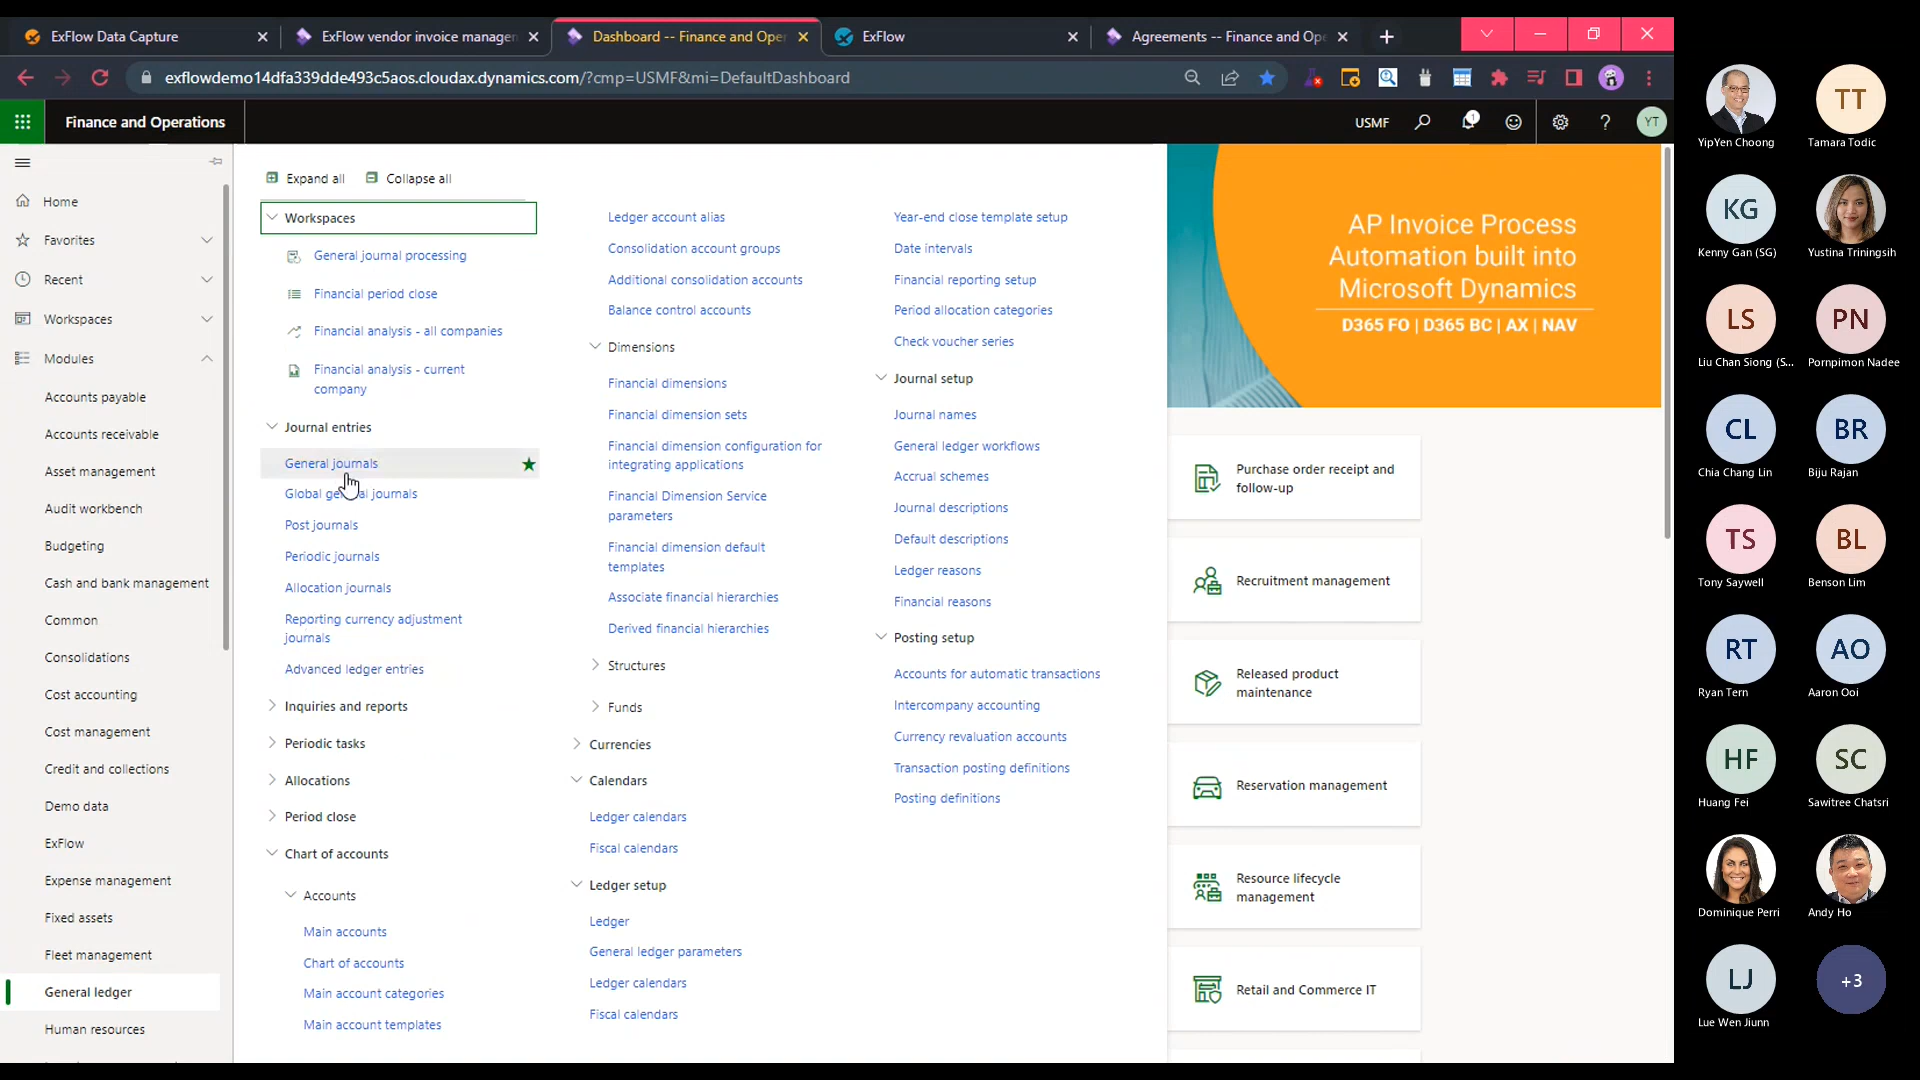 ExFlow Data Capture
ExFlow vendor invoice manager
Dashboard -- Finance and Ope
ExFlow
Agreements -- Finance and Op
exflowdemo14dfa339dde493c5aos.cloudax.dynamics.com/?cmp=USMF&mi=DefaultDashboard
Finance and Operations
USMF
1
?
YT
Home
Favorites
Recent
Workspaces
Modules
Accounts payable
Accounts receivable
Asset management
Audit workbench
Budgeting
Cash and bank management
Common
Consolidations
Cost accounting
Cost management
Credit and collections
Demo data
ExFlow
Expense management
Fixed assets
Fleet management
General ledger
Human resources
Expand all
Collapse all
Workspaces
General journal processing
Financial period close
Financial analysis - all companies
Financial analysis - current
company
Journal entries
General journals
Global general journals
Post journals
Periodic journals
Allocation journals
Reporting currency adjustment
journals
Advanced ledger entries
Inquiries and reports
Periodic tasks
Allocations
Period close
Chart of accounts
Accounts
Main accounts
Chart of accounts
Main account categories
Main account templates
Ledger account alias
Consolidation account groups
Additional consolidation accounts
Balance control accounts
Dimensions
Financial dimensions
Financial dimension sets
Financial dimension configuration for
integrating applications
Financial Dimension Service
parameters
Financial dimension default
templates
Associate financial hierarchies
Derived financial hierarchies
Structures
Funds
Currencies
Calendars
Ledger calendars
Fiscal calendars
Ledger setup
Ledger
General ledger parameters
Ledger calendars
Fiscal calendars
Year-end close template setup
Date intervals
Financial reporting setup
Period allocation categories
Check voucher series
Journal setup
Journal names
General ledger workflows
Accrual schemes
Journal descriptions
Default descriptions
Ledger reasons
Financial reasons
Posting setup
Accounts for automatic transactions
Intercompany accounting
Currency revaluation accounts
Transaction posting definitions
Posting definitions
AP Invoice Process
Automation built into
Microsoft Dynamics
D365 FO | D365 BC | AX | NAV
Purchase order receipt and
follow-up
Recruitment management
Released product
maintenance
Reservation management
Resource lifecycle
management
Retail and Commerce IT
YipYen Choong
TT
Tamara Todic
KG
Kenny Gan (SG)
Yustina Triningsih
LS
Liu Chan Siong (S...
PN
Pornpimon Nadee
CL
Chia Chang Lin
BR
Biju Rajan
TS
Tony Saywell
BL
Benson Lim
RT
Ryan Tern
AO
Aaron Ooi
HF
Huang Fei
SC
Sawitree Chatsri
Dominique Perri
Andy Ho
LJ
Lue Wen Jiunn
+3